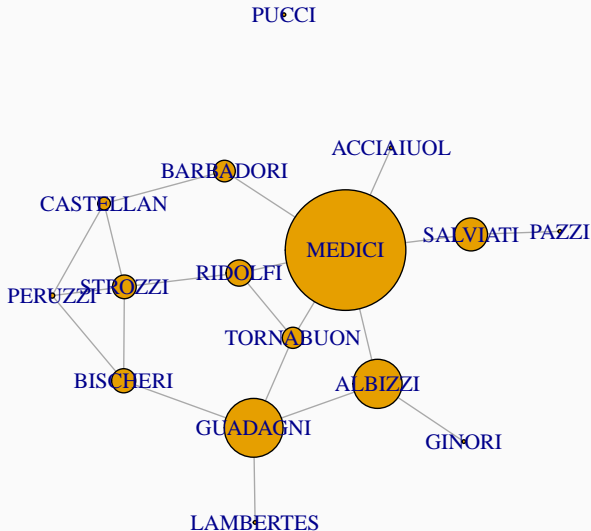 PUCCI
ACCIAIUOL
BARBADORI
CASTELLAN
SALVIATI
PAZZI
MEDICI
RIDOLFI
STROZZI
PERUZZI
TORNABUON
BISCHERI
ALBIZZI
GUADAGNI
GINORI
LAMBERTES